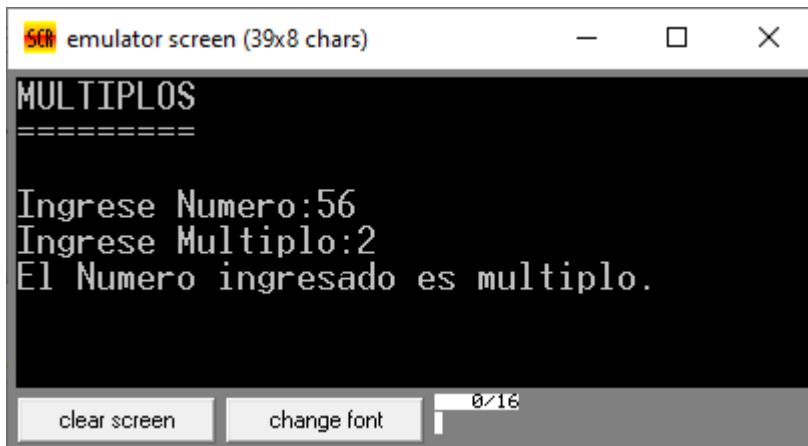 SCR emulator screen (39x8 chars)
MULTIPLOS
=========
Ingrese Numero:56
Ingrese Multiplo:2
El Numero ingresado es multiplo.
clear screen change font 0/16